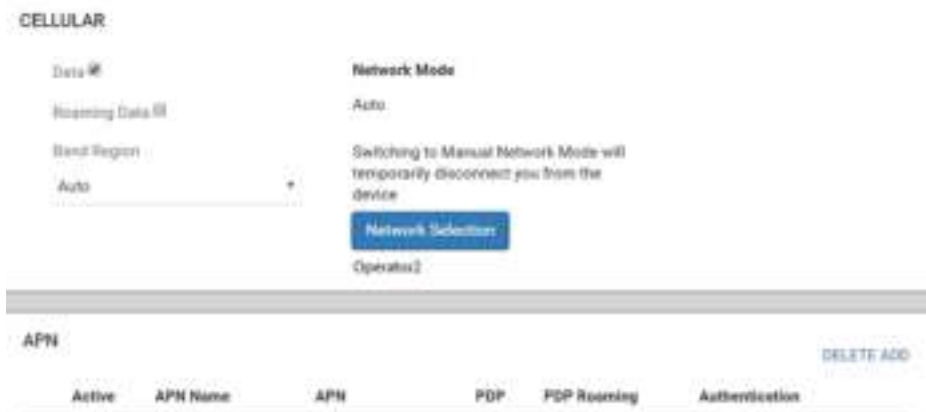 CELLULAR
Data
Network Mode
Roaming Data
Auto
Band Region
Switching to Manual Network Mode will
Auto
temporarily disconnect you from the
device
Network Selection
Operator2
APN
DELETE ADD
Active APN Name APN PDP PDP Roaming Authentication